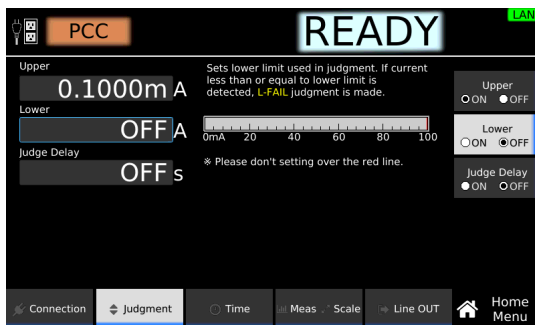 LAN
PCC
READY
Upper
0.1000m A
Lower
OFF A
Judge Delay
OFF s
Sets lower limit used in judgment. If current
less than or equal to lower limit is
detected, L-FAIL judgment is made.
0mA 20 40 60 80 100
※ Please don't setting over the red line.
Upper
ON OFF
Lower
ON OFF
Judge Delay
ON OFF
Connection
Judgment
Time
Meas Scale
Line OUT
Home
Menu